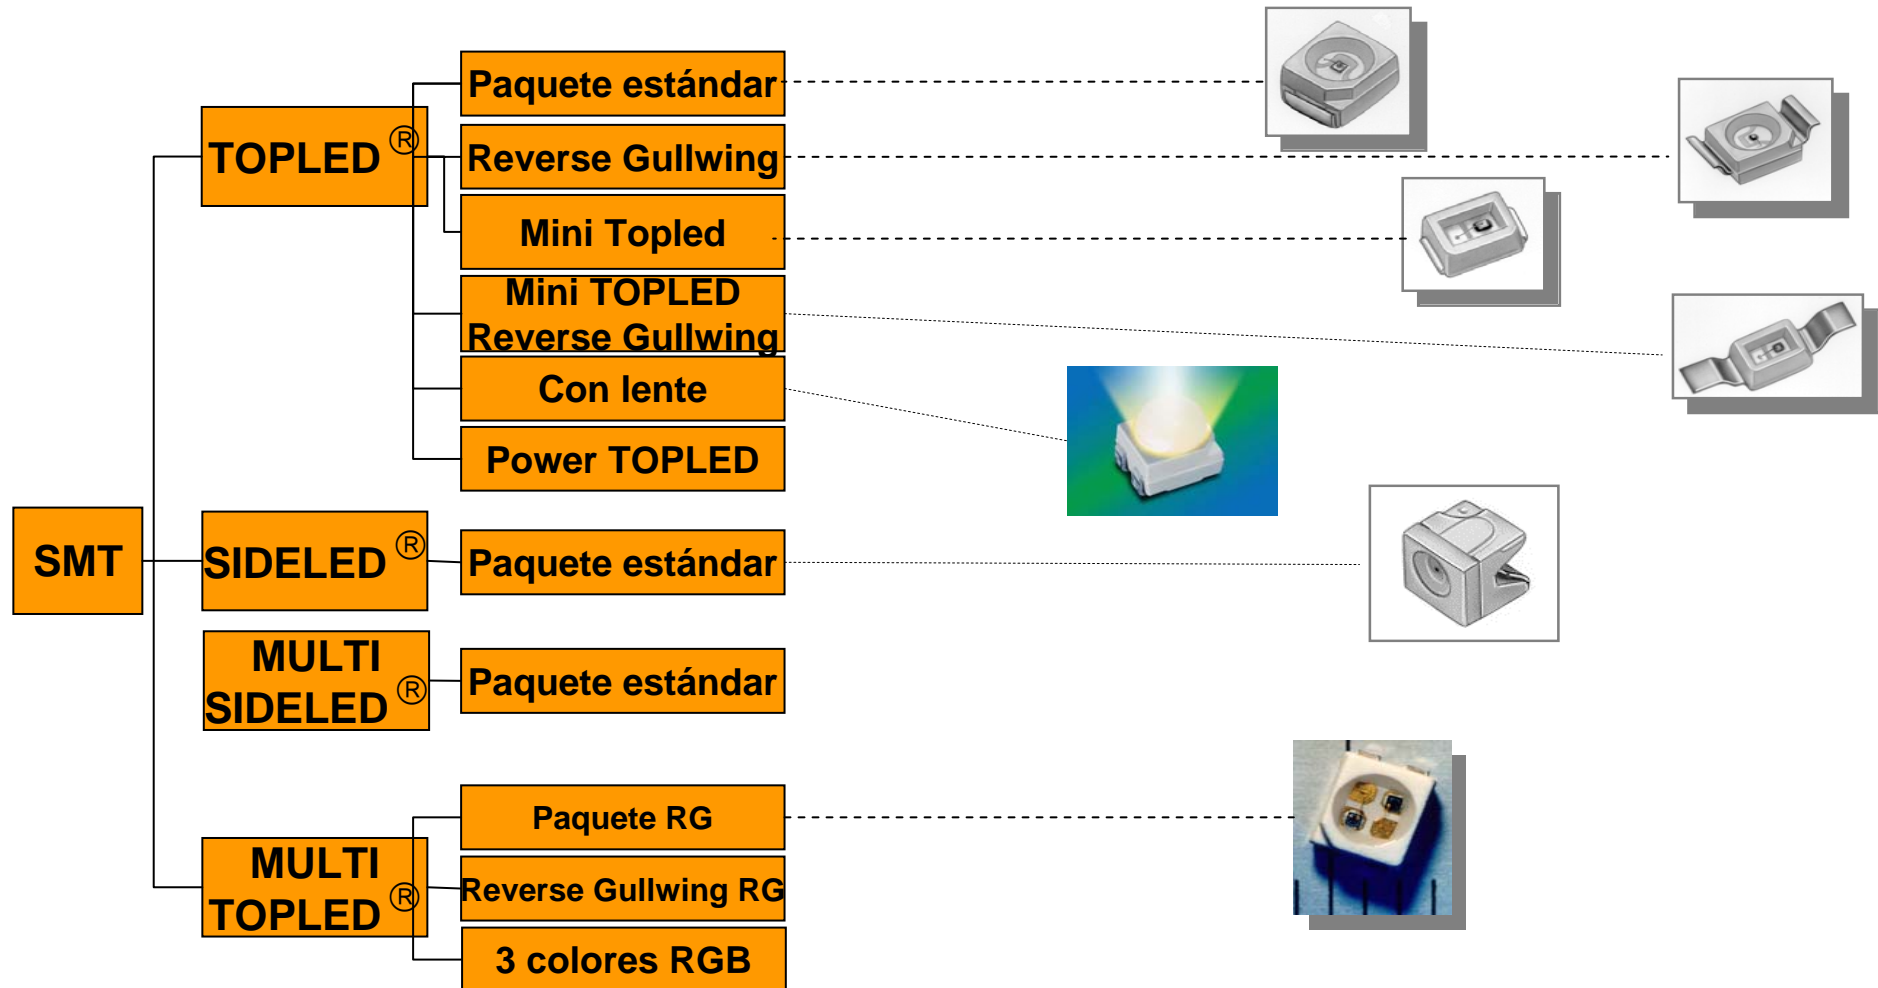 Paquete estándar
TOPLED ®
Reverse Gullwing
Mini Topled
Mini TOPLED
Reverse Gullwing
Con lente
Power TOPLED
SMT
SIDELED ®
Paquete estándar
MULTI
SIDELED ®
Paquete estándar
Paquete RG
MULTI
TOPLED ®
Reverse Gullwing RG
3 colores RGB